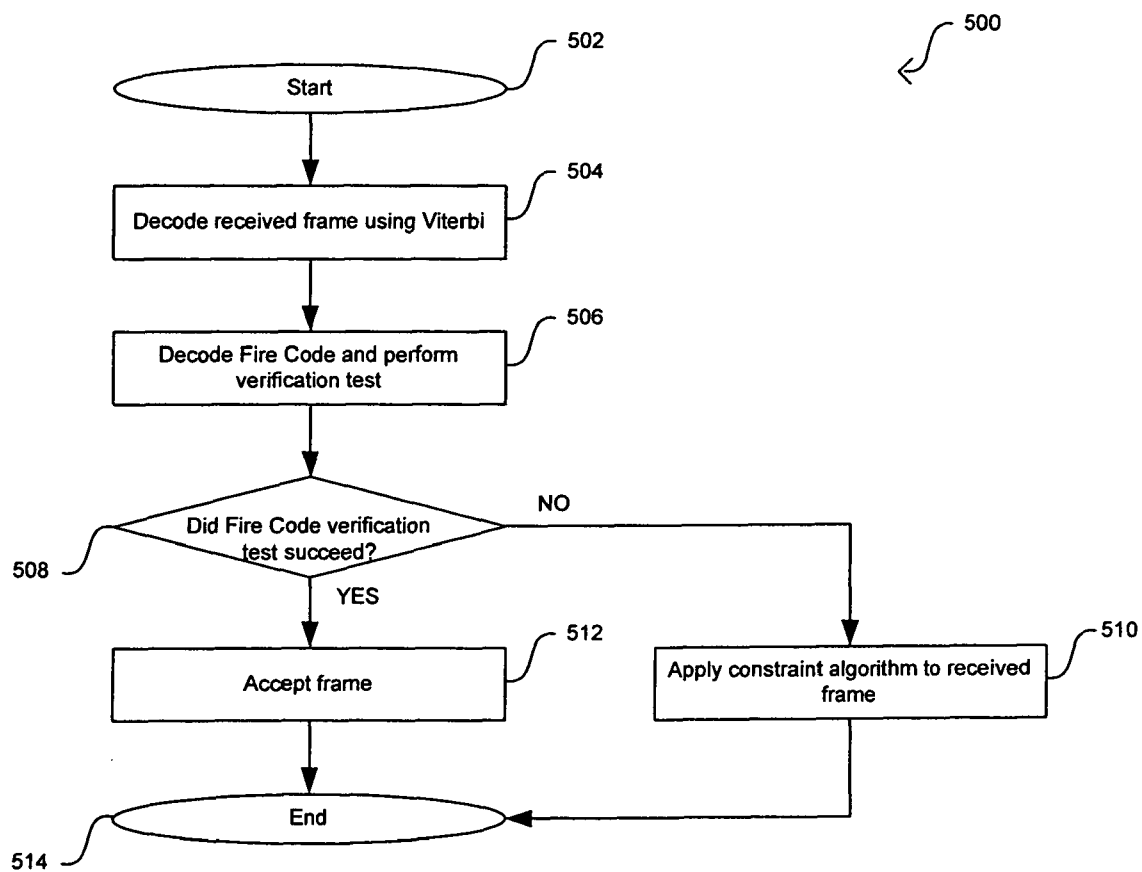 500
502
Start
504
Decode received frame using Viterbi
506
Decode Fire Code and perform
verification test
NO
Did Fire Code verification
test succeed?
508
YES
512
Accept frame
510
Apply constraint algorithm to received
frame
End
514